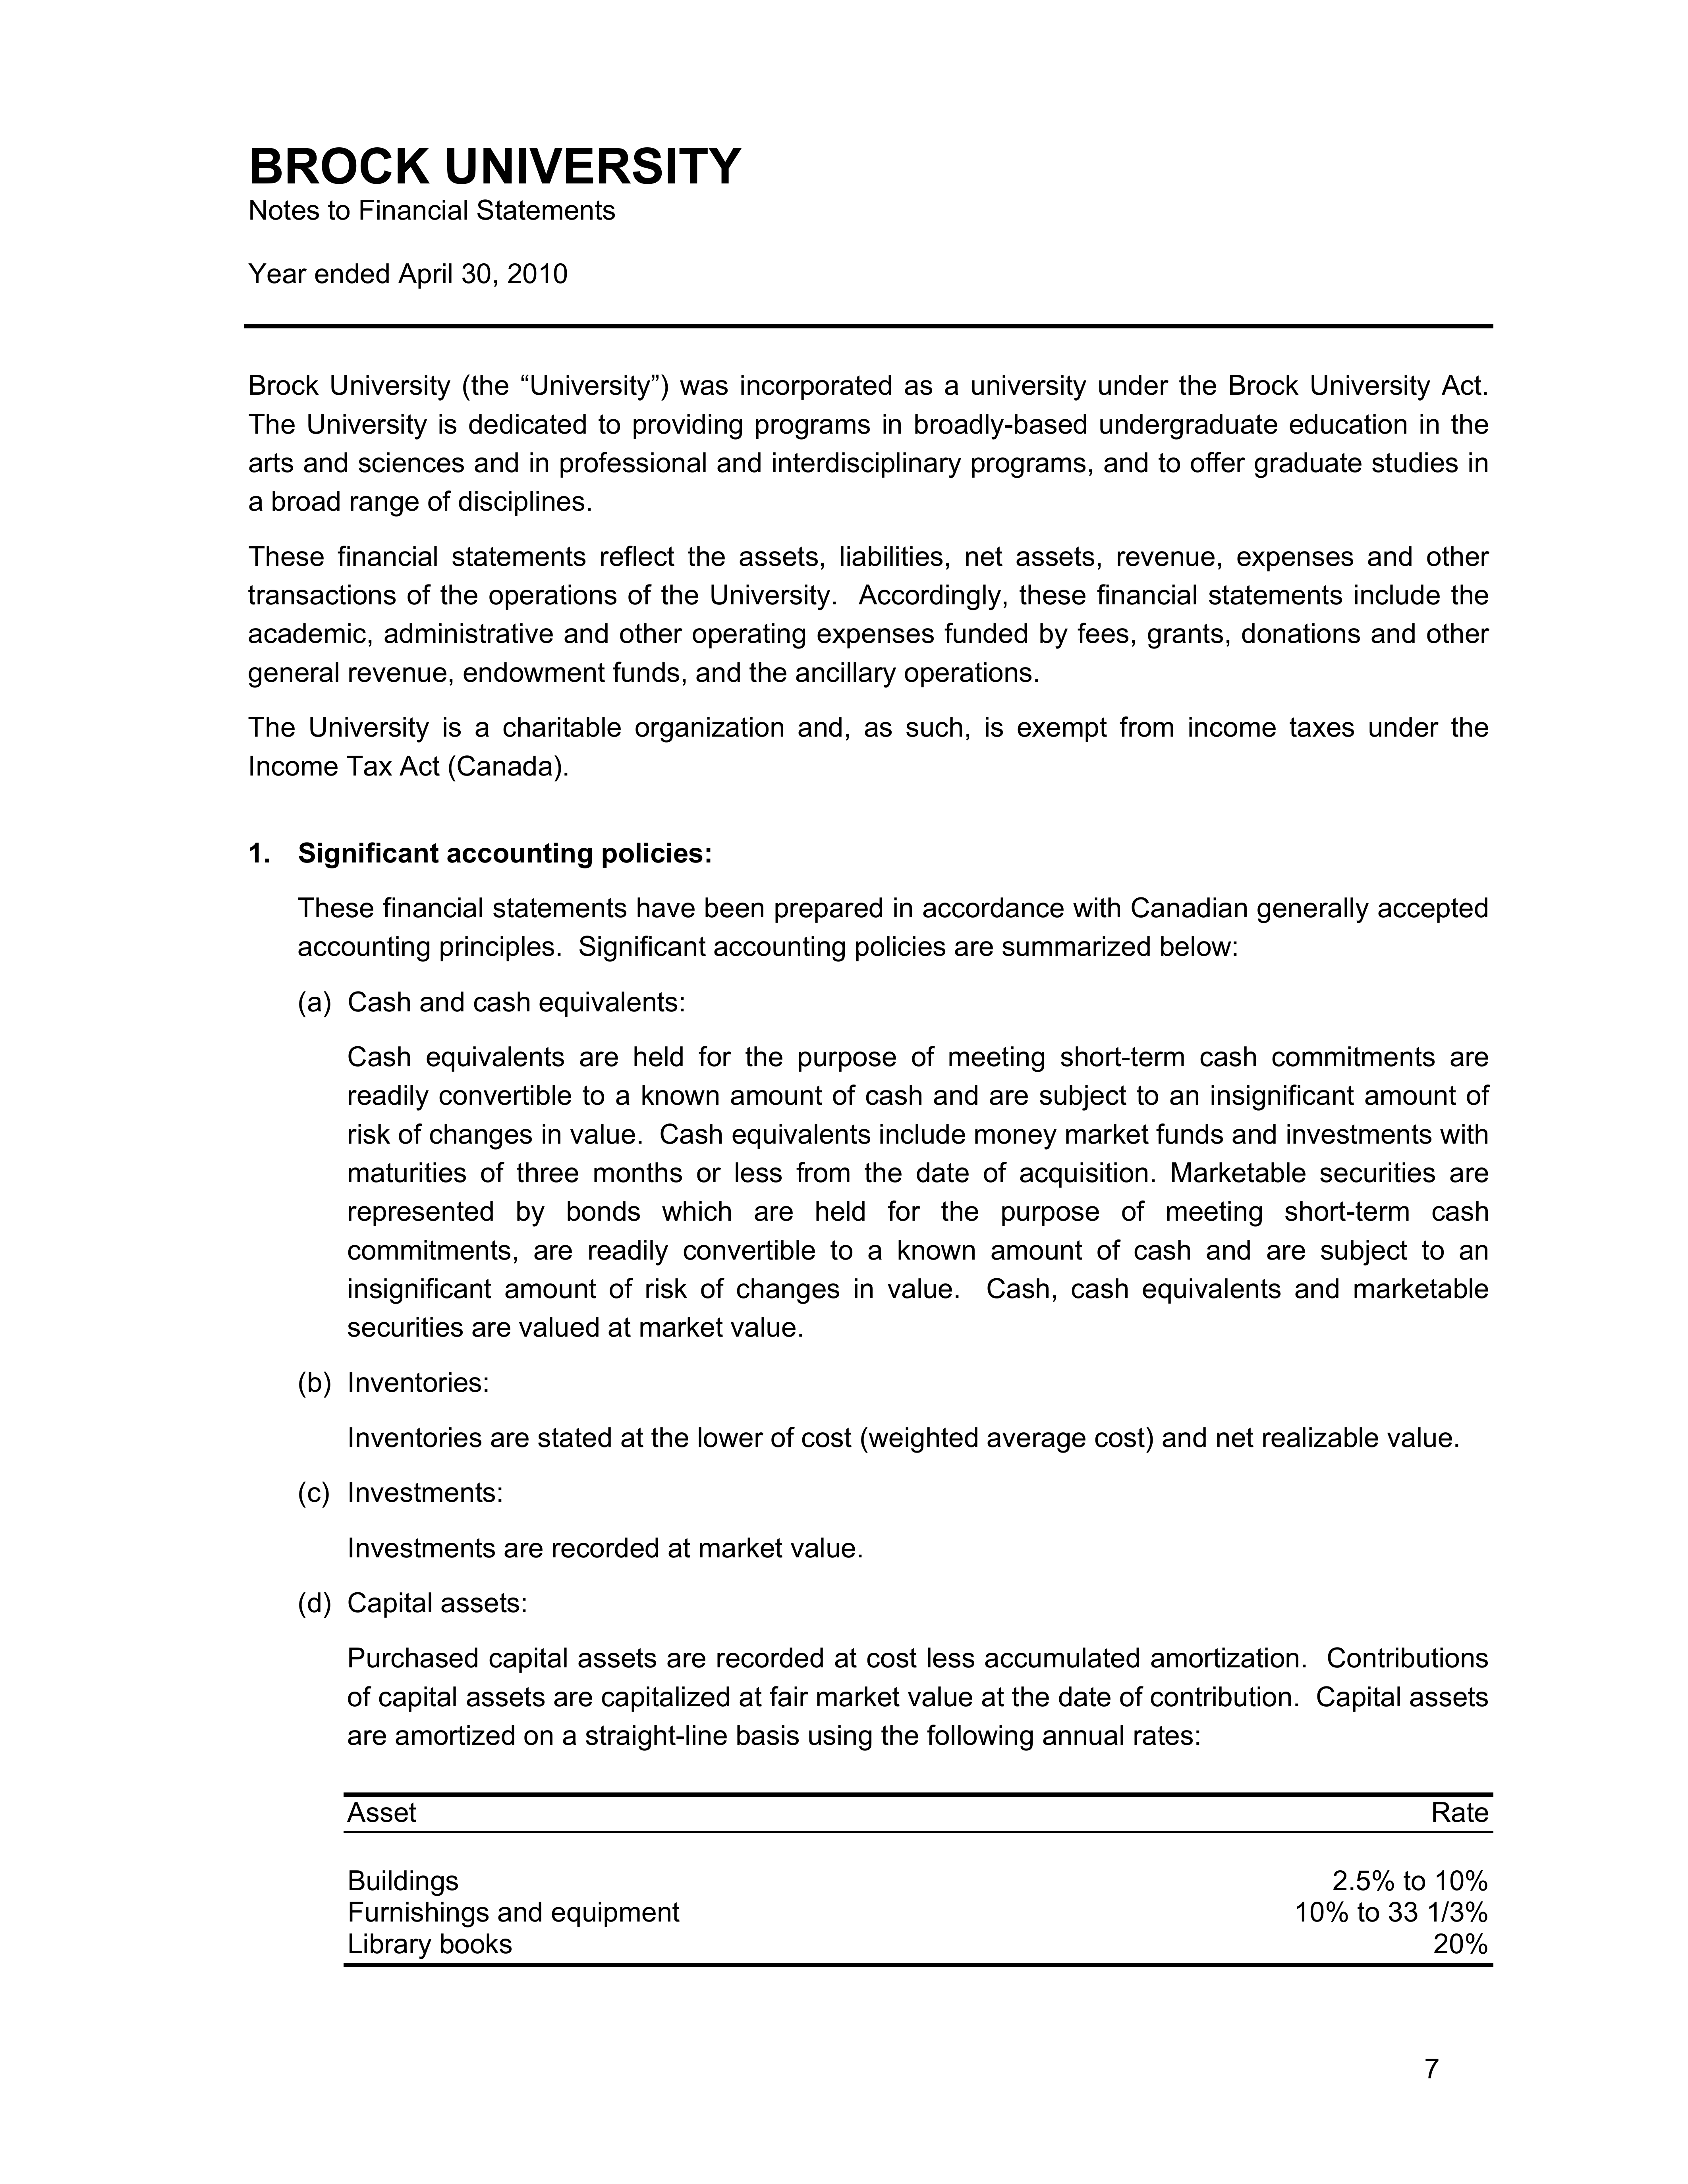 BROCK UNIVERSITY
Notes to Financial Statements
Year ended April 30, 2010
Brock University (the “University”) was incorporated as a university under the Brock University Act.
The University is dedicated to providing programs in broadly-based undergraduate education in the
arts and sciences and in professional and interdisciplinary programs, and to offer graduate studies in
a broad range of disciplines.
These financial statements reflect the assets, liabilities, net assets, revenue, expenses and other
transactions of the operations of the University.  Accordingly, these financial statements include the
academic, administrative and other operating expenses funded by fees, grants, donations and other
general revenue, endowment funds, and the ancillary operations.
The University is a charitable organization and, as such, is exempt from income taxes under the
Income Tax Act (Canada).
1. Significant accounting policies:
These financial statements have been prepared in accordance with Canadian generally accepted
accounting principles.  Significant accounting policies are summarized below:
(a) Cash and cash equivalents:
Cash equivalents are held for the purpose of meeting short-term cash commitments are
readily convertible to a known amount of cash and are subject to an insignificant amount of
risk of changes in value.  Cash equivalents include money market funds and investments with
maturities of three months or less from the date of acquisition. Marketable securities are
represented by bonds which are held for the purpose of meeting short-term cash
commitments, are readily convertible to a known amount of cash and are subject to an
insignificant amount of risk of changes in value.  Cash, cash equivalents and marketable
securities are valued at market value.
(b) Inventories:
Inventories are stated at the lower of cost (weighted average cost) and net realizable value.
(c) Investments:
Investments are recorded at market value.
(d) Capital assets:
Purchased capital assets are recorded at cost less accumulated amortization.  Contributions
of capital assets are capitalized at fair market value at the date of contribution.  Capital assets
are amortized on a straight-line basis using the following annual rates:
Asset Rate
Buildings 2.5% to 10%
Furnishings and equipment 10% to 33 1/3%
Library books 20%
7